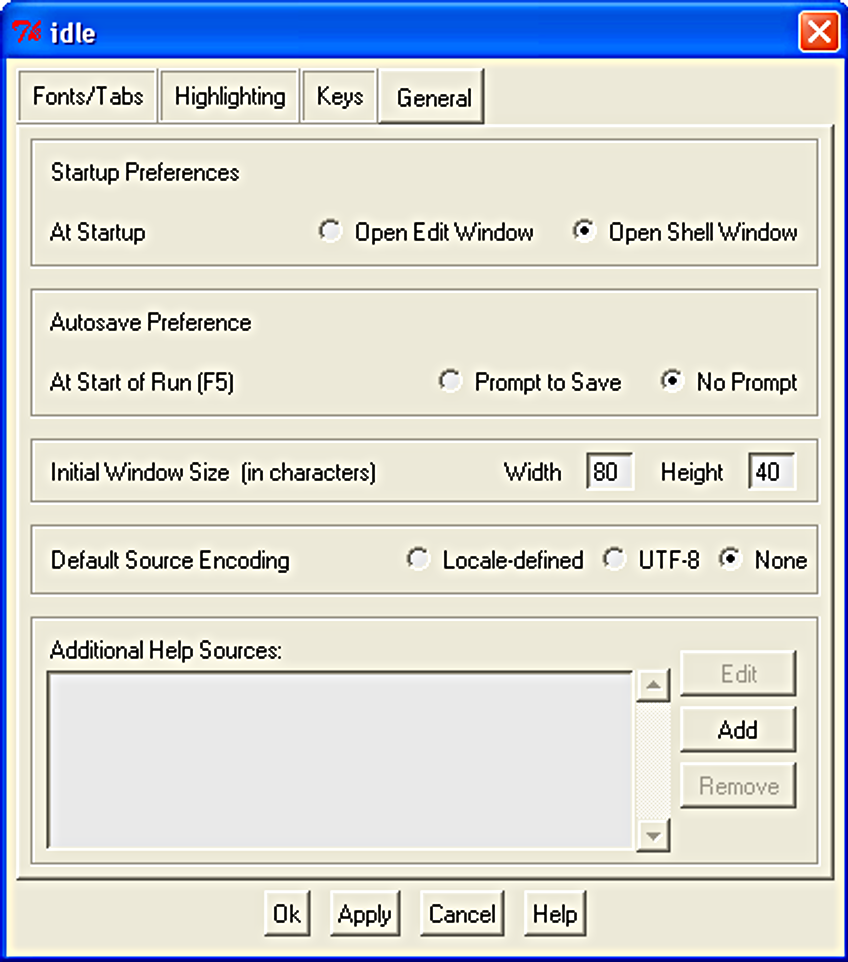 Tk idle
Fonts/Tabs Highlighting Keys General
Startup Preferences
At Startup Open Edit Window Open Shell Window
Autosave Preference
At Start of Run (F5) Prompt to Save No Prompt
Initial Window Size (in characters) Width 80 Height 40
Default Source Encoding Locale-defined UTF-8 None
Additional Help Sources:
Edit
Add
Remove
Ok Apply Cancel Help